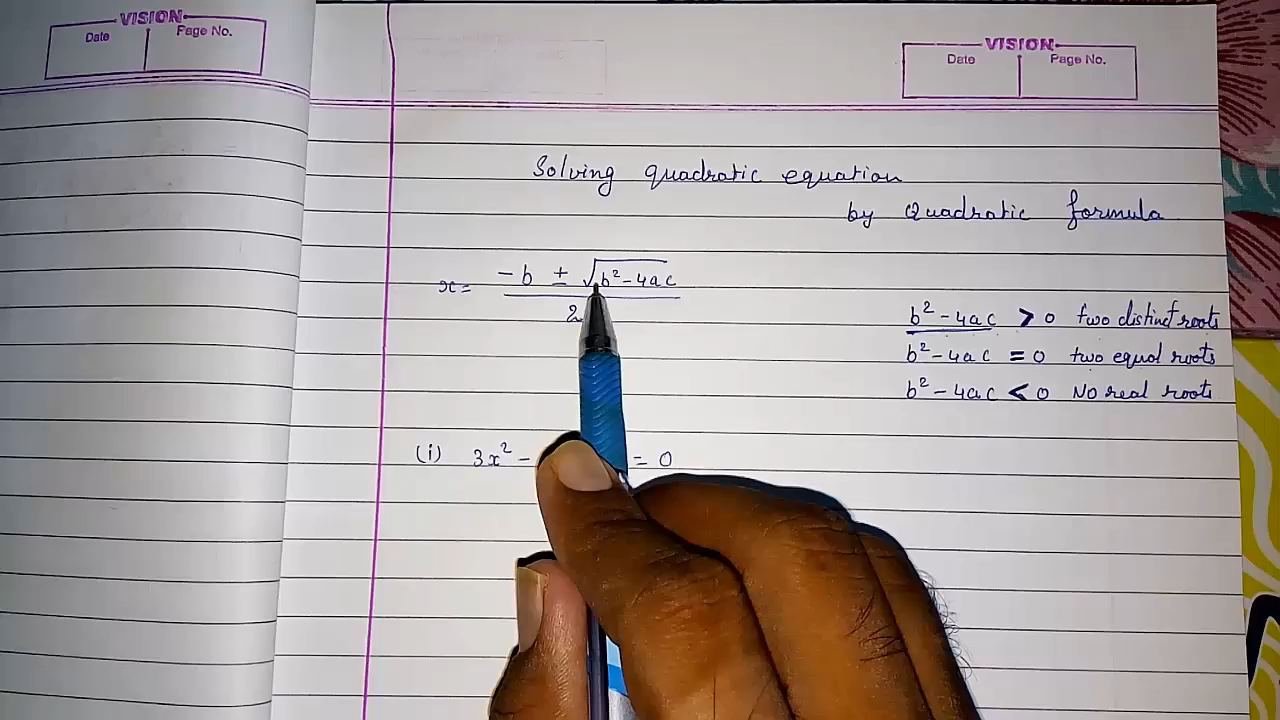 VISION
Date
Page No.
VISION
Date
Page No.
Solving quadratic equation
by Quadratic formula
x = -b ± √b² - 4ac
2
b² - 4ac > 0 two distinct roots
b² - 4ac = 0 two equal roots
b² - 4ac < 0 No real roots
(i) 3x² - = 0